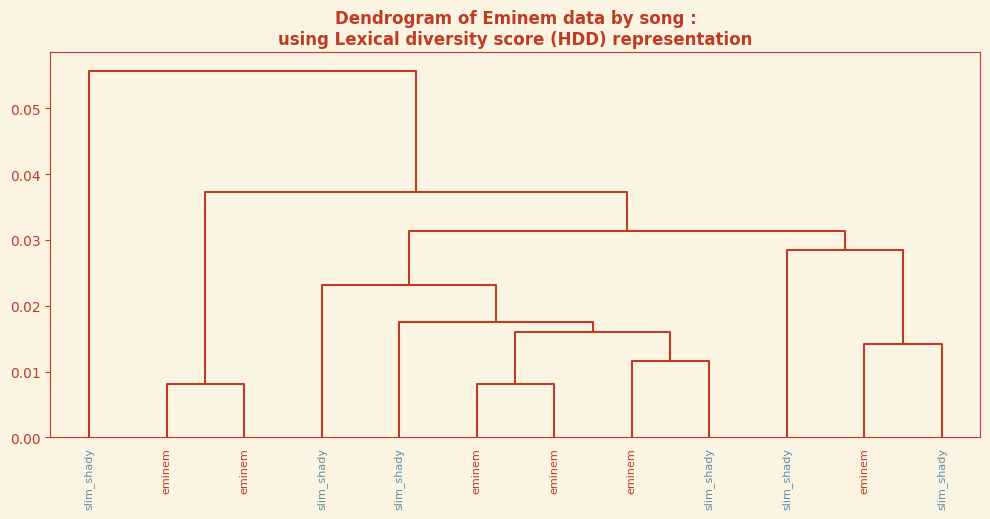 Dendrogram of Eminem data by song :
using Lexical diversity score (HDD) representation
0.05
0.04
0.03
0.02
0.01
0.00
slim_shady
eminem
eminem
slim_shady
slim_shady
eminem
eminem
eminem
slim_shady
slim_shady
eminem
slim_shady